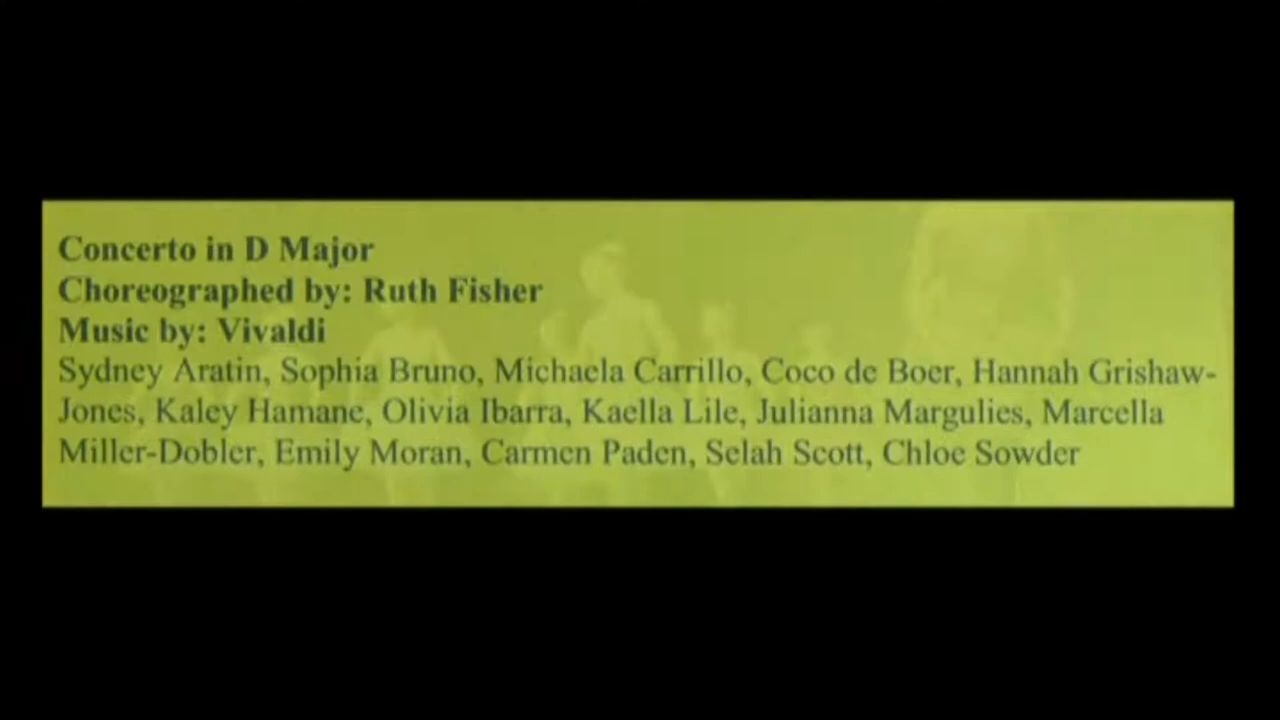 Concerto in D Major
Choreographed by: Ruth Fisher
Music by: Vivaldi
Sydney Aratin, Sophia Bruno, Michaela Carrillo, Coco de Boer, Hannah Grishaw-
Jones, Kaley Hamane, Olivia Ibarra, Kaella Lile, Julianna Margulies, Marcella
Miller-Dobler, Emily Moran, Carmen Paden, Selah Scott, Chloe Sowder